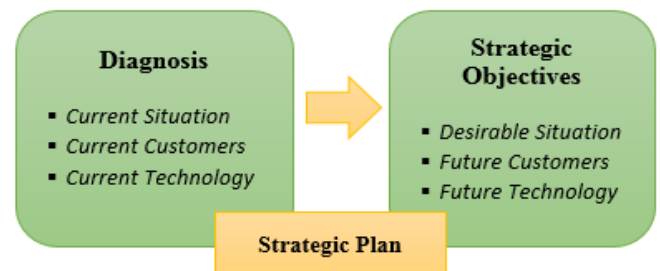 Diagnosis
▪ Current Situation
▪ Current Customers
▪ Current Technology
Strategic
Objectives
▪ Desirable Situation
▪ Future Customers
▪ Future Technology
Strategic Plan